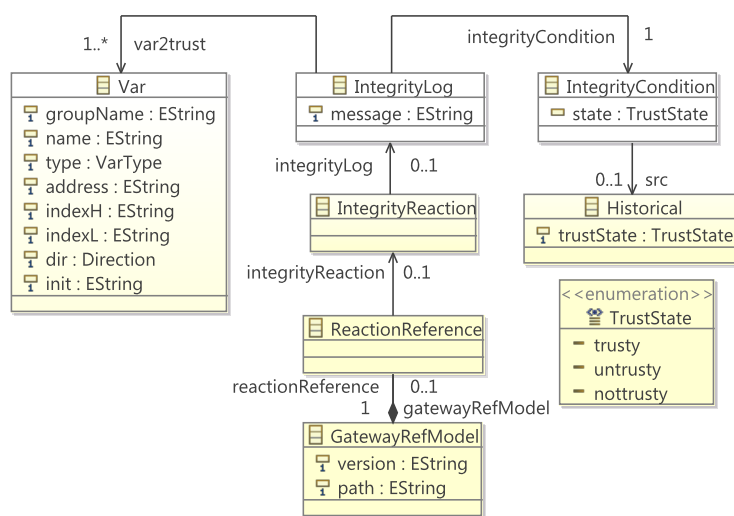 1..* var2trust
integrityCondition 1
Var
groupName : EString
name : EString
type : VarType
address : EString
indexH : EString
indexL : EString
dir : Direction
init : EString
IntegrityLog
message : EString
IntegrityCondition
state : TrustState
integrityLog 0..1
0..1 src
IntegrityReaction
Historical
trustState : TrustState
integrityReaction 0..1
<<enumeration>>
TrustState
trusty
untrusty
nottrusty
ReactionReference
reactionReference 0..1
1 gatewayRefModel
GatewayRefModel
version : EString
path : EString